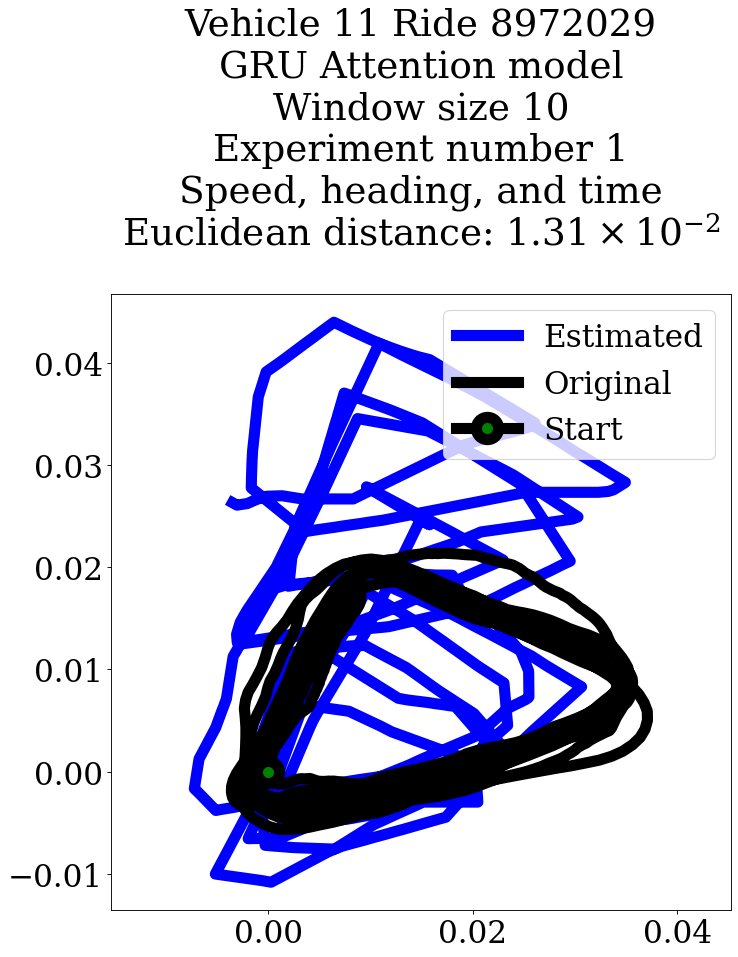 Vehicle 11 Ride 8972029
GRU Attention model
Window size 10
Experiment number 1
Speed, heading, and time
Euclidean distance: 1.31 × 10⁻²
Estimated
Original
Start
0.04
0.03
0.02
0.01
0.00
−0.01
0.00 0.02 0.04